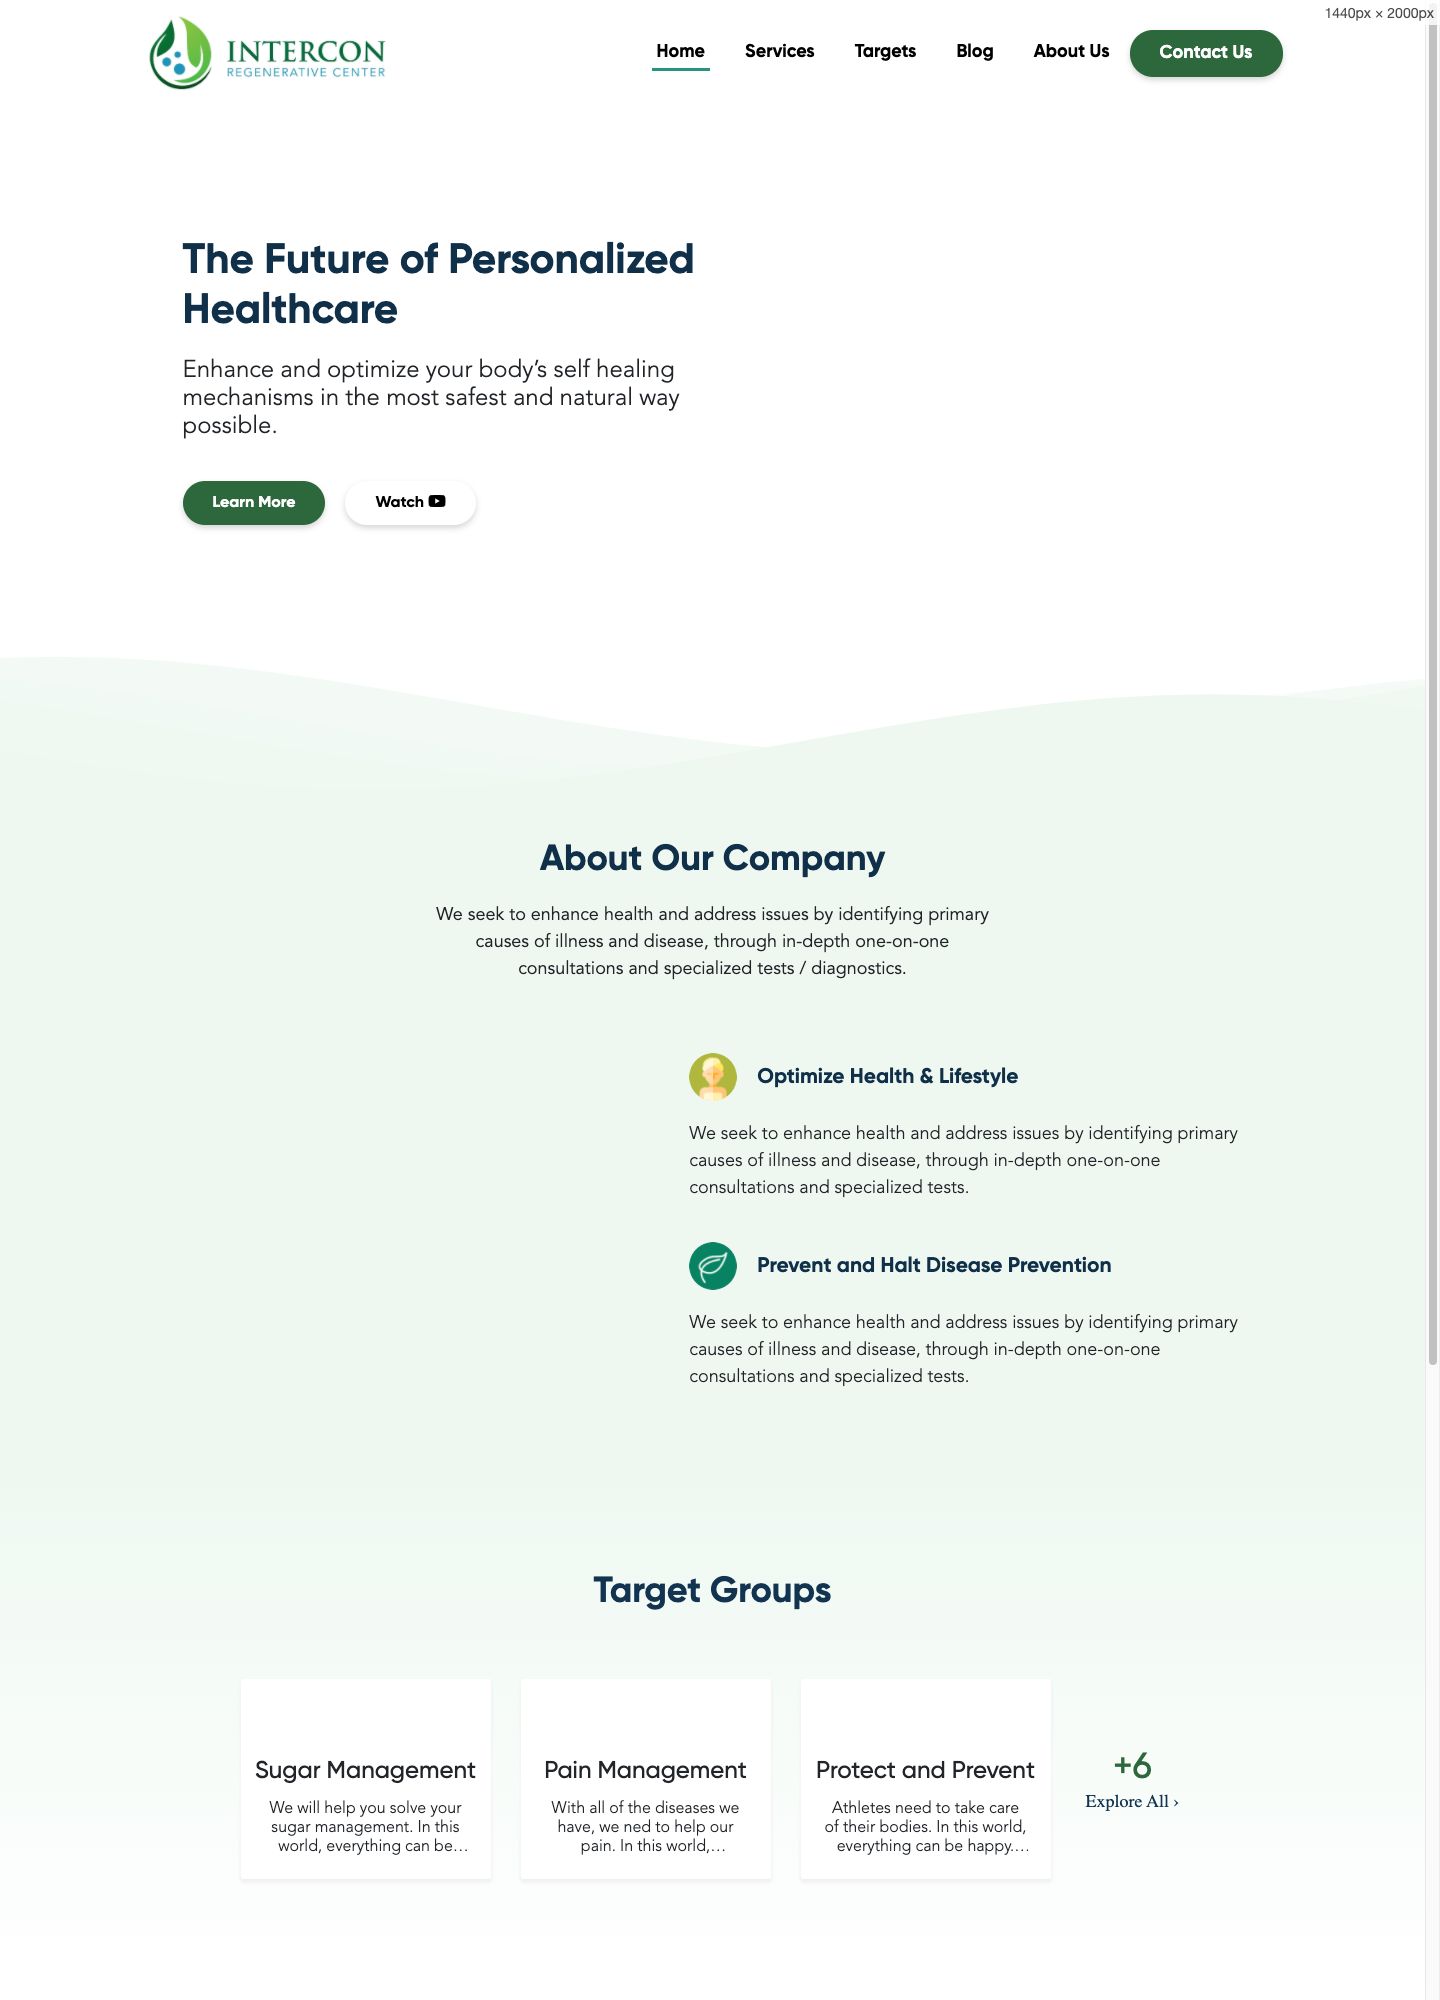 1440px × 2000px
INTERCON
REGENERATIVE CENTER
Home
Services
Targets
Blog
About Us
Contact Us
The Future of Personalized
Healthcare
Enhance and optimize your body’s self healing
mechanisms in the most safest and natural way
possible.
Learn More
Watch
About Our Company
We seek to enhance health and address issues by identifying primary
causes of illness and disease, through in-depth one-on-one
consultations and specialized tests / diagnostics.
Optimize Health & Lifestyle
We seek to enhance health and address issues by identifying primary
causes of illness and disease, through in-depth one-on-one
consultations and specialized tests.
Prevent and Halt Disease Prevention
We seek to enhance health and address issues by identifying primary
causes of illness and disease, through in-depth one-on-one
consultations and specialized tests.
Target Groups
Sugar Management
We will help you solve your
sugar management. In this
world, everything can be…
Pain Management
With all of the diseases we
have, we ned to help our
pain. In this world,…
Protect and Prevent
Athletes need to take care
of their bodies. In this world,
everything can be happy.…
+6
Explore All ›